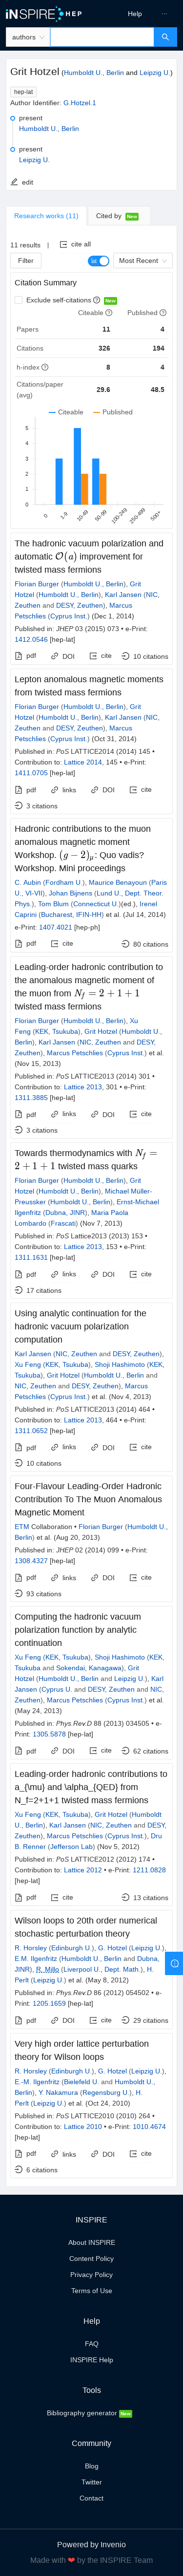 INSPIRE HEP
Help
...
authors
Grit Hotzel (Humboldt U., Berlin and Leipzig U.)
hep-lat
Author Identifier: G.Hotzel.1
present
Humboldt U., Berlin
present
Leipzig U.
edit
Research works (11)
Cited by New
11 results | cite all
Filter
Most Recent
Citation Summary
Exclude self-citations New
Citeable Published
Papers 11 4
Citations 326 194
h-index 8 4
Citations/paper (avg) 29.6 48.5
Citeable Published
5
4
3
2
1
0
0 1-9 10-49 50-99 100-249 250-499 500+
The hadronic vacuum polarization and
automatic O(a) improvement for
twisted mass fermions
Florian Burger (Humboldt U., Berlin), Grit
Hotzel (Humboldt U., Berlin), Karl Jansen (NIC,
Zeuthen and DESY, Zeuthen), Marcus
Petschlies (Cyprus Inst.) (Dec 1, 2014)
Published in: JHEP 03 (2015) 073 • e-Print:
1412.0546 [hep-lat]
pdf DOI cite 10 citations
Lepton anomalous magnetic moments
from twisted mass fermions
Florian Burger (Humboldt U., Berlin), Grit
Hotzel (Humboldt U., Berlin), Karl Jansen (NIC,
Zeuthen and DESY, Zeuthen), Marcus
Petschlies (Cyprus Inst.) (Oct 31, 2014)
Published in: PoS LATTICE2014 (2014) 145 •
Contribution to: Lattice 2014, 145 • e-Print:
1411.0705 [hep-lat]
pdf links DOI cite
3 citations
Hadronic contributions to the muon
anomalous magnetic moment
Workshop. (g − 2)μ: Quo vadis?
Workshop. Mini proceedings
C. Aubin (Fordham U.), Maurice Benayoun (Paris
U., VI-VII), Johan Bijnens (Lund U., Dept. Theor.
Phys.), Tom Blum (Connecticut U.)(ed.), Irenel
Caprini (Bucharest, IFIN-HH) et al. (Jul 14, 2014)
e-Print: 1407.4021 [hep-ph]
pdf cite 80 citations
Leading-order hadronic contribution to
the anomalous magnetic moment of
the muon from Nf = 2 + 1 + 1
twisted mass fermions
Florian Burger (Humboldt U., Berlin), Xu
Feng (KEK, Tsukuba), Grit Hotzel (Humboldt U.,
Berlin), Karl Jansen (NIC, Zeuthen and DESY,
Zeuthen), Marcus Petschlies (Cyprus Inst.) et al.
(Nov 15, 2013)
Published in: PoS LATTICE2013 (2014) 301 •
Contribution to: Lattice 2013, 301 • e-Print:
1311.3885 [hep-lat]
pdf links DOI cite
3 citations
Towards thermodynamics with Nf =
2 + 1 + 1 twisted mass quarks
Florian Burger (Humboldt U., Berlin), Grit
Hotzel (Humboldt U., Berlin), Michael Müller-
Preussker (Humboldt U., Berlin), Ernst-Michael
Ilgenfritz (Dubna, JINR), Maria Paola
Lombardo (Frascati) (Nov 7, 2013)
Published in: PoS Lattice2013 (2013) 153 •
Contribution to: Lattice 2013, 153 • e-Print:
1311.1631 [hep-lat]
pdf links DOI cite
17 citations
Using analytic continuation for the
hadronic vacuum polarization
computation
Karl Jansen (NIC, Zeuthen and DESY, Zeuthen),
Xu Feng (KEK, Tsukuba), Shoji Hashimoto (KEK,
Tsukuba), Grit Hotzel (Humboldt U., Berlin and
NIC, Zeuthen and DESY, Zeuthen), Marcus
Petschlies (Cyprus Inst.) et al. (Nov 4, 2013)
Published in: PoS LATTICE2013 (2014) 464 •
Contribution to: Lattice 2013, 464 • e-Print:
1311.0652 [hep-lat]
pdf links DOI cite
10 citations
Four-Flavour Leading-Order Hadronic
Contribution To The Muon Anomalous
Magnetic Moment
ETM Collaboration • Florian Burger (Humboldt U.,
Berlin) et al. (Aug 20, 2013)
Published in: JHEP 02 (2014) 099 • e-Print:
1308.4327 [hep-lat]
pdf links DOI cite
93 citations
Computing the hadronic vacuum
polarization function by analytic
continuation
Xu Feng (KEK, Tsukuba), Shoji Hashimoto (KEK,
Tsukuba and Sokendai, Kanagawa), Grit
Hotzel (Humboldt U., Berlin and Leipzig U.), Karl
Jansen (Cyprus U. and DESY, Zeuthen and NIC,
Zeuthen), Marcus Petschlies (Cyprus Inst.) et al.
(May 24, 2013)
Published in: Phys.Rev.D 88 (2013) 034505 • e-
Print: 1305.5878 [hep-lat]
pdf DOI cite 62 citations
Leading-order hadronic contributions to
a_{\mu} and \alpha_{QED} from
N_f=2+1+1 twisted mass fermions
Xu Feng (KEK, Tsukuba), Grit Hotzel (Humboldt
U., Berlin), Karl Jansen (NIC, Zeuthen and DESY,
Zeuthen), Marcus Petschlies (Cyprus Inst.), Dru
B. Renner (Jefferson Lab) (Nov 5, 2012)
Published in: PoS LATTICE2012 (2012) 174 •
Contribution to: Lattice 2012 • e-Print: 1211.0828
[hep-lat]
pdf cite 13 citations
Wilson loops to 20th order numerical
stochastic perturbation theory
R. Horsley (Edinburgh U.), G. Hotzel (Leipzig U.),
E.M. Ilgenfritz (Humboldt U., Berlin and Dubna,
JINR), R. Millo (Liverpool U., Dept. Math.), H.
Perlt (Leipzig U.) et al. (May 8, 2012)
Published in: Phys.Rev.D 86 (2012) 054502 • e-
Print: 1205.1659 [hep-lat]
pdf DOI cite 29 citations
Very high order lattice perturbation
theory for Wilson loops
R. Horsley (Edinburgh U.), G. Hotzel (Leipzig U.),
E.-M. Ilgenfritz (Bielefeld U. and Humboldt U.,
Berlin), Y. Nakamura (Regensburg U.), H.
Perlt (Leipzig U.) et al. (Oct 2010)
Published in: PoS LATTICE2010 (2010) 264 •
Contribution to: Lattice 2010 • e-Print: 1010.4674
[hep-lat]
pdf links DOI cite
6 citations
INSPIRE
About INSPIRE
Content Policy
Privacy Policy
Terms of Use
Help
FAQ
INSPIRE Help
Tools
Bibliography generator New
Community
Blog
Twitter
Contact
Powered by Invenio
Made with ❤ by the INSPIRE Team